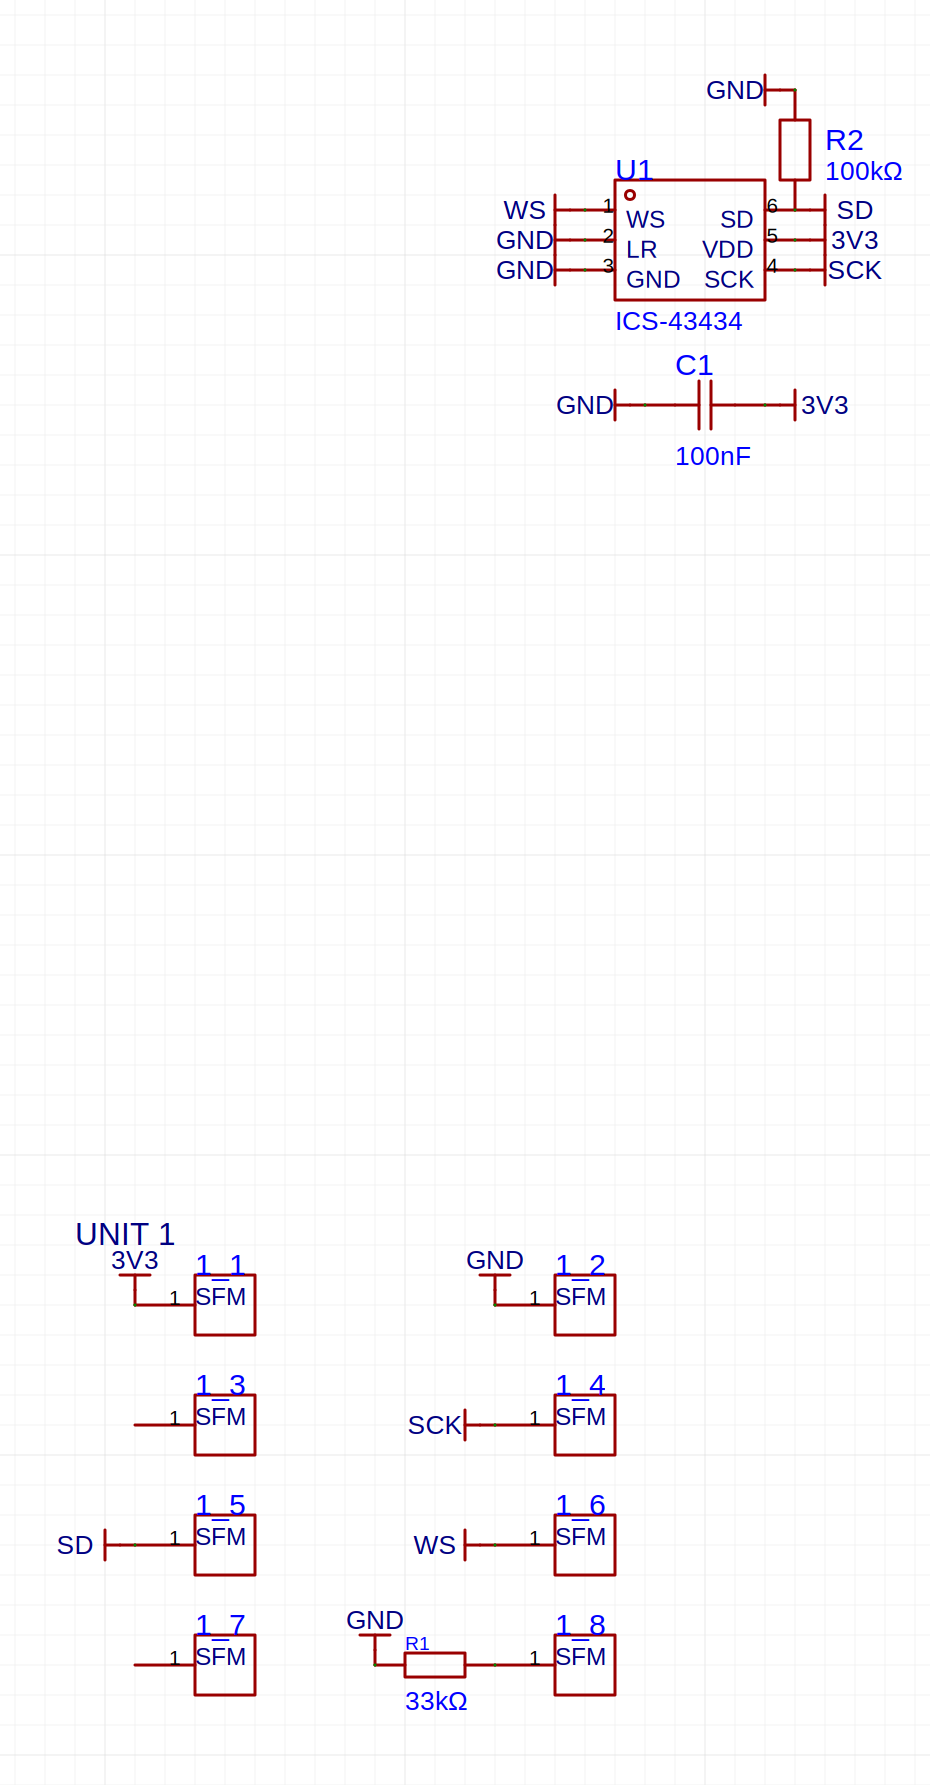 GND
R2
100kΩ
U1
WS 1 WS SD 6 SD
GND 2 LR VDD 5 3V3
GND 3 GND SCK 4 SCK
ICS-43434
C1
GND 3V3
100nF
UNIT 1
3V3 1_1 GND 1_2
1 SFM 1 SFM
1_3 1_4
1 SFM SCK 1 SFM
1_5 1_6
SD 1 SFM WS 1 SFM
1_7 GND 1_8
1 SFM R1 1 SFM
33kΩ